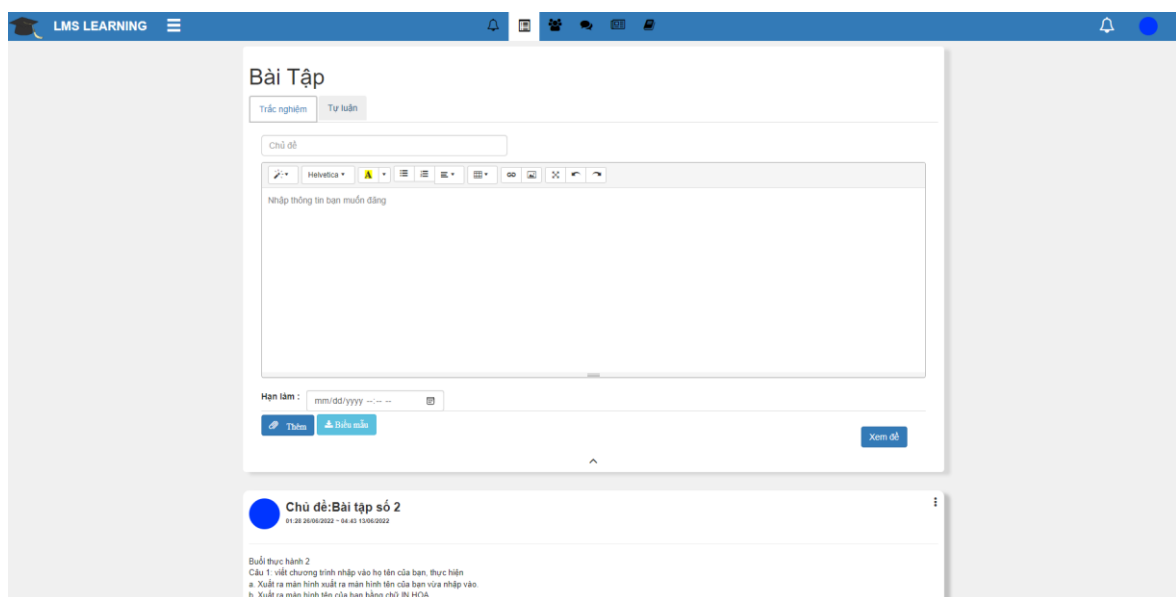 LMS LEARNING
Bài Tập
Trắc nghiệm Tự luận
Chủ đề
Helvetica A
Nhập thông tin bạn muốn đăng
Hạn làm :
mm/dd/yyyy --:-- --
Thêm Biểu mẫu
Xem đề
Chủ đề:Bài tập số 2
01:28 26/06/2022 ~ 04:43 13/06/2022
Buổi thực hành 2
Câu 1: viết chương trình nhập vào họ tên của bạn, thực hiện
a. Xuất ra màn hình xuất ra màn hình tên của bạn vừa nhập vào.
b. Xuất ra màn hình tên của bạn bằng chữ IN HOA